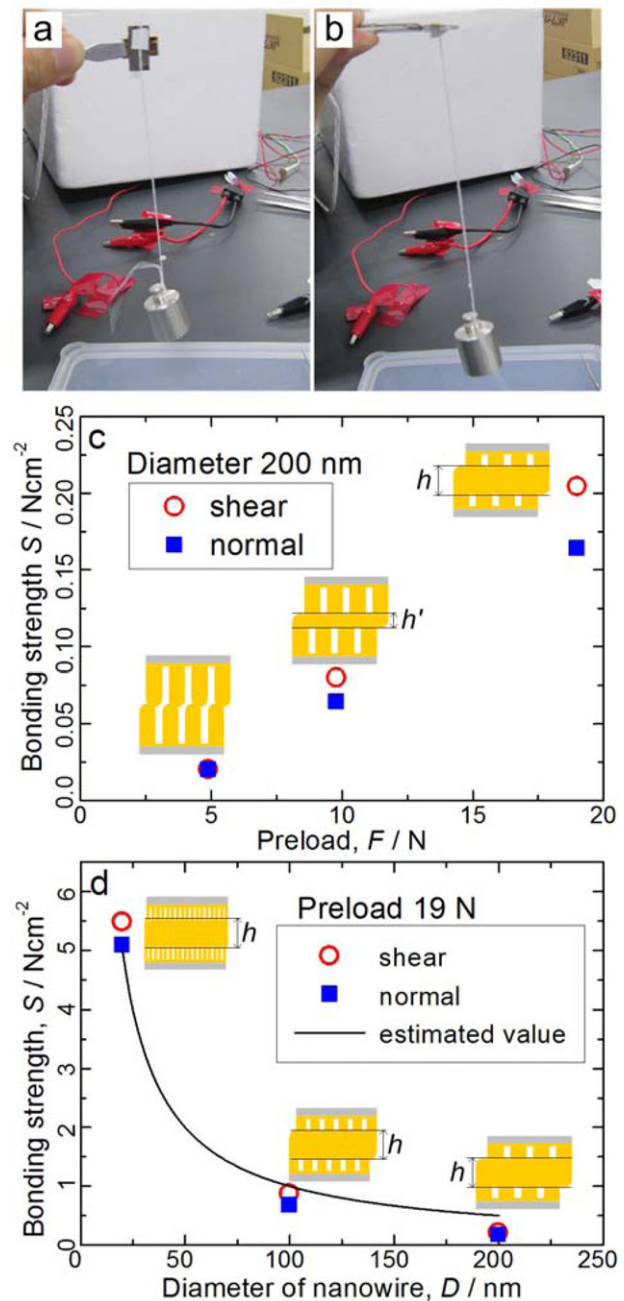 a
b
62311
c
Diameter 200 nm
shear
normal
h
h'
Bonding strength S / Ncm-2
0.25
0.20
0.15
0.10
0.05
0.0
0
5
10
15
20
Preload, F / N
d
Preload 19 N
shear
normal
estimated value
h
h
h
Bonding strength, S / Ncm-2
6
5
4
3
2
1
0
0
50
100
150
200
250
Diameter of nanowire, D / nm